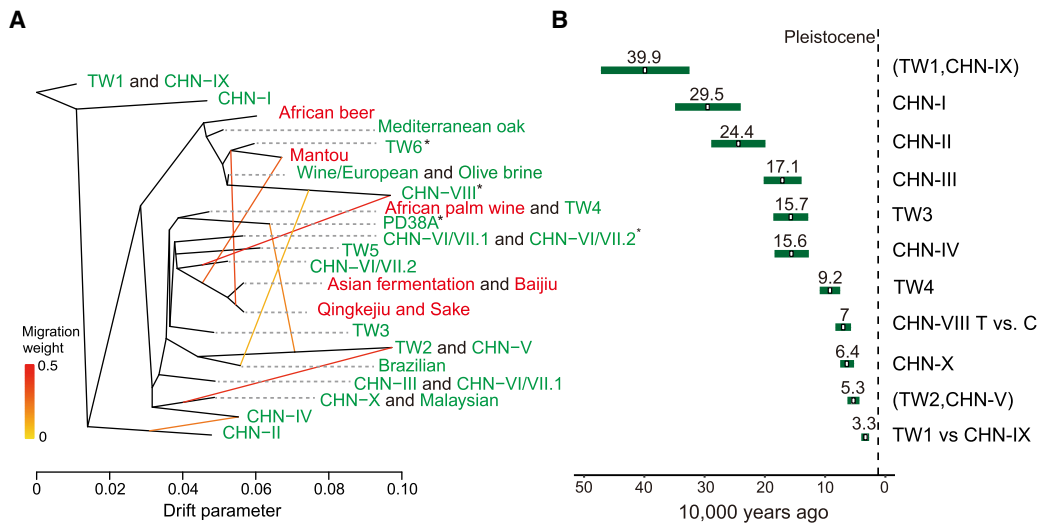 A
TW1 and CHN−IX
CHN−I
African beer
Mediterranean oak
TW6*
Mantou
Wine/European and Olive brine
CHN−VIII*
African palm wine and TW4
PD38A*
CHN−VI/VII.1 and CHN−VI/VII.2*
TW5
CHN−VI/VII.2
Asian fermentation and Baijiu
Qingkejiu and Sake
TW3
TW2 and CHN−V
Brazilian
CHN−III and CHN−VI/VII.1
CHN−X and Malaysian
CHN−IV
CHN−II
Migration
weight
0.5
0
0 0.02 0.04 0.06 0.08 0.10
Drift parameter
B
Pleistocene
39.9 (TW1,CHN-IX)
29.5 CHN-I
24.4 CHN-II
17.1 CHN-III
15.7 TW3
15.6 CHN-IV
9.2 TW4
7 CHN-VIII T vs. C
6.4 CHN-X
5.3 (TW2,CHN-V)
3.3 TW1 vs CHN-IX
50 40 30 20 10 0
10,000 years ago